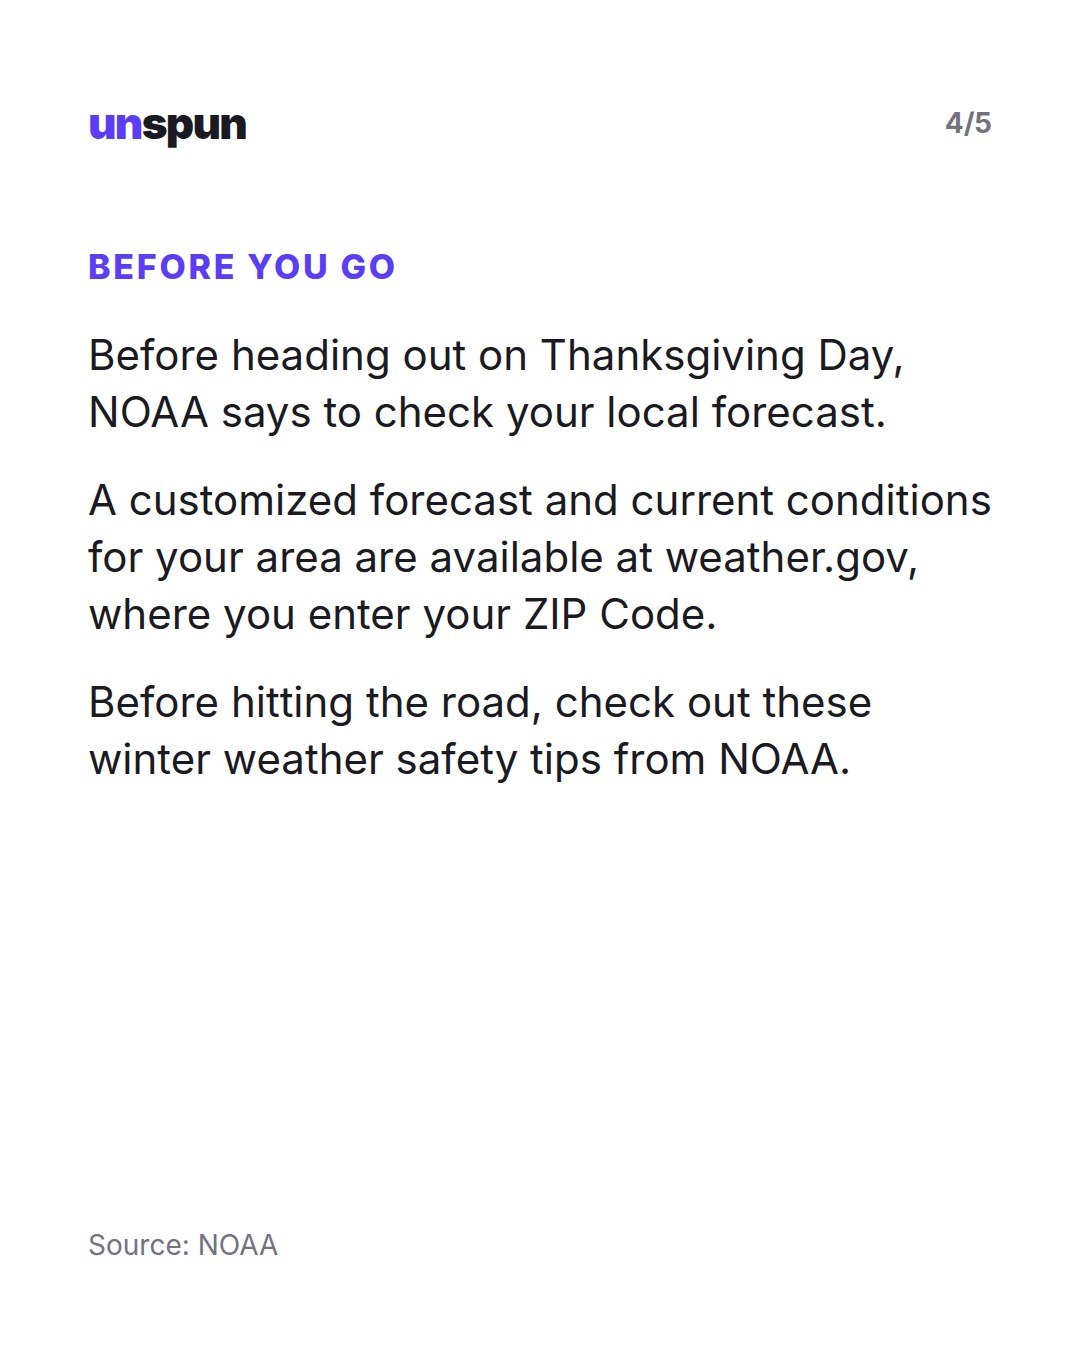 unspun
4/5
BEFORE YOU GO
Before heading out on Thanksgiving Day,
NOAA says to check your local forecast.
A customized forecast and current conditions
for your area are available at weather.gov,
where you enter your ZIP Code.
Before hitting the road, check out these
winter weather safety tips from NOAA.
Source: NOAA